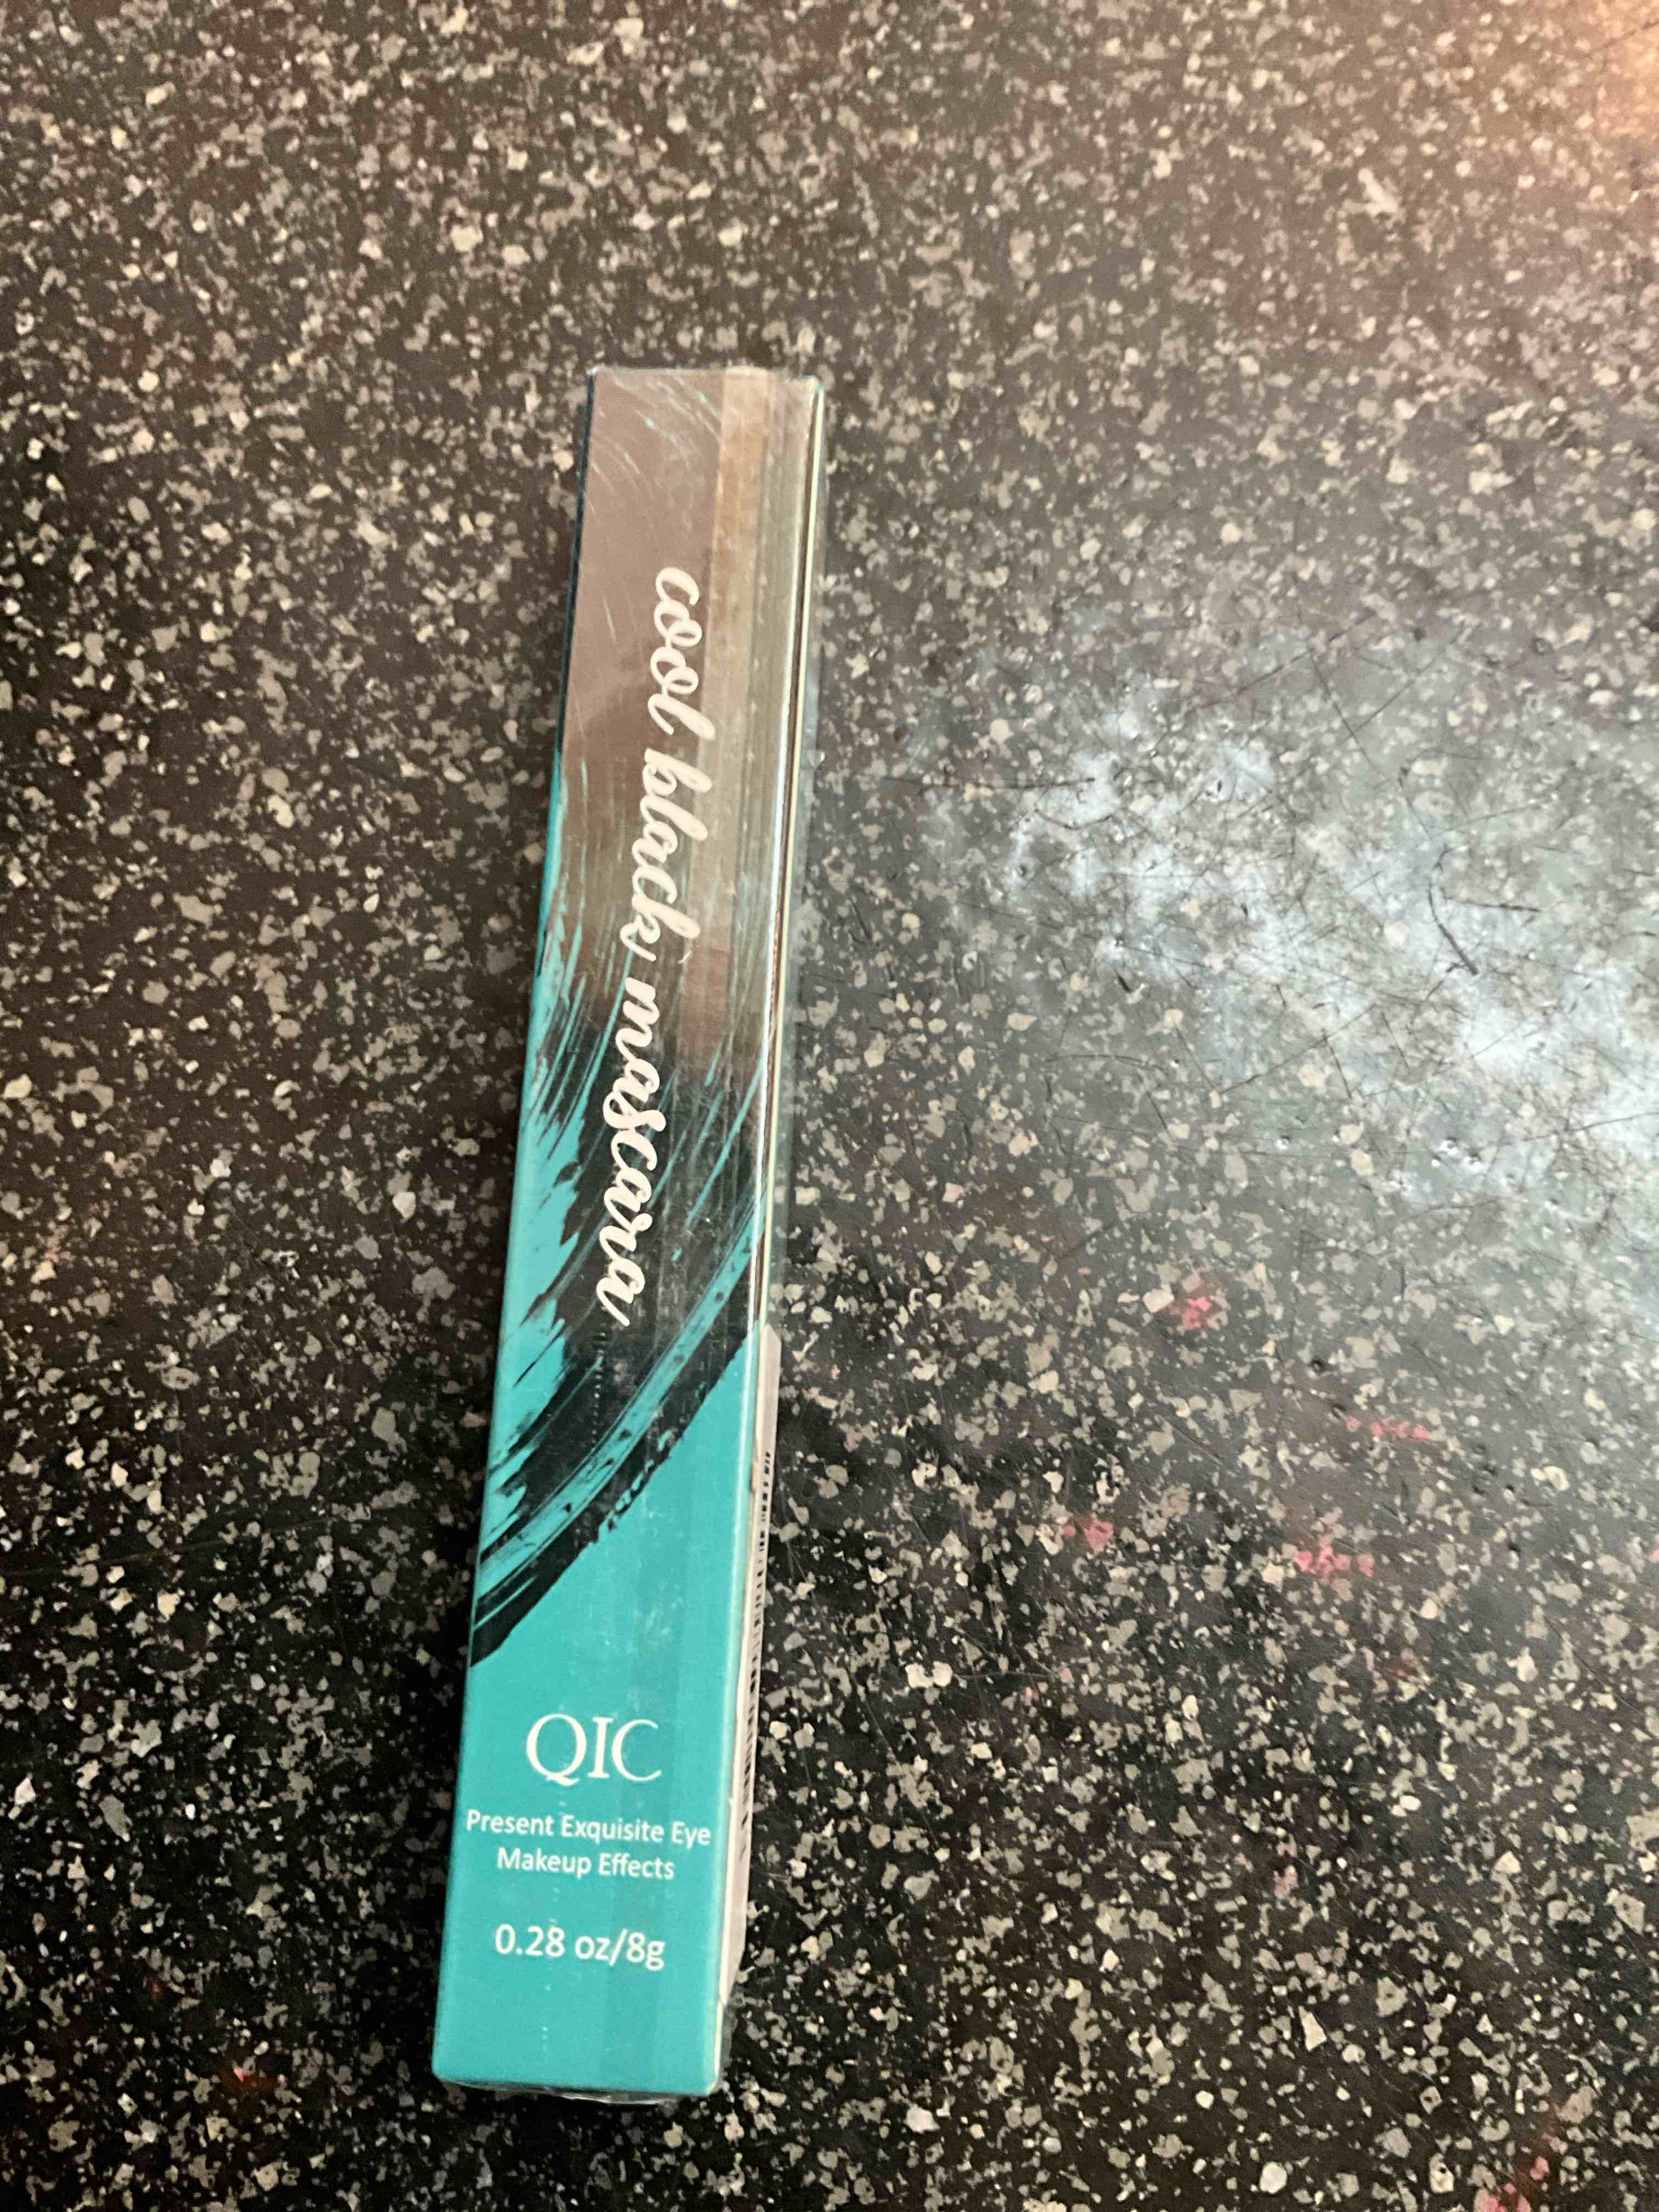 cool black mascara
QIC
Present Exquisite Eye
Makeup Effects
0.28 oz/8g